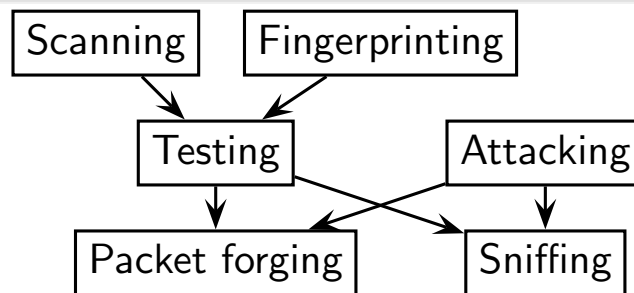 Scanning Fingerprinting
Testing Attacking
Packet forging Sniffing